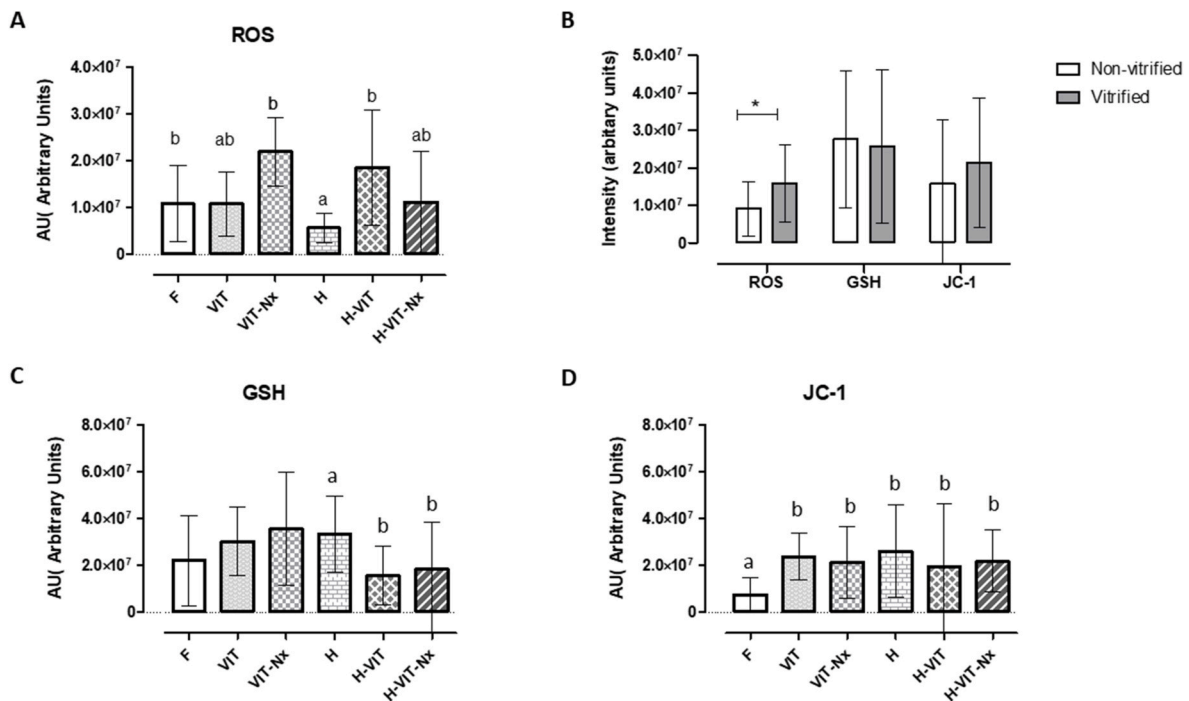 A
ROS
AU( Arbitrary Units)
4.0×10⁷
3.0×10⁷
2.0×10⁷
1.0×10⁷
0
b
ab
b
a
b
ab
F
VIT
VIT-Nx
H
H-VIT
H-VIT-Nx
B
Intensity (arbitary units)
5.0×10⁷
4.0×10⁷
3.0×10⁷
2.0×10⁷
1.0×10⁷
0
*
ROS
GSH
JC-1
Non-vitrified
Vitrified
C
GSH
AU( Arbitrary Units)
8.0×10⁷
6.0×10⁷
4.0×10⁷
2.0×10⁷
0
a
b
b
F
VIT
VIT-Nx
H
H-VIT
H-VIT-Nx
D
JC-1
AU( Arbitrary Units)
8.0×10⁷
6.0×10⁷
4.0×10⁷
2.0×10⁷
0
a
b
b
b
b
b
F
VIT
VIT-Nx
H
H-VIT
H-VIT-Nx